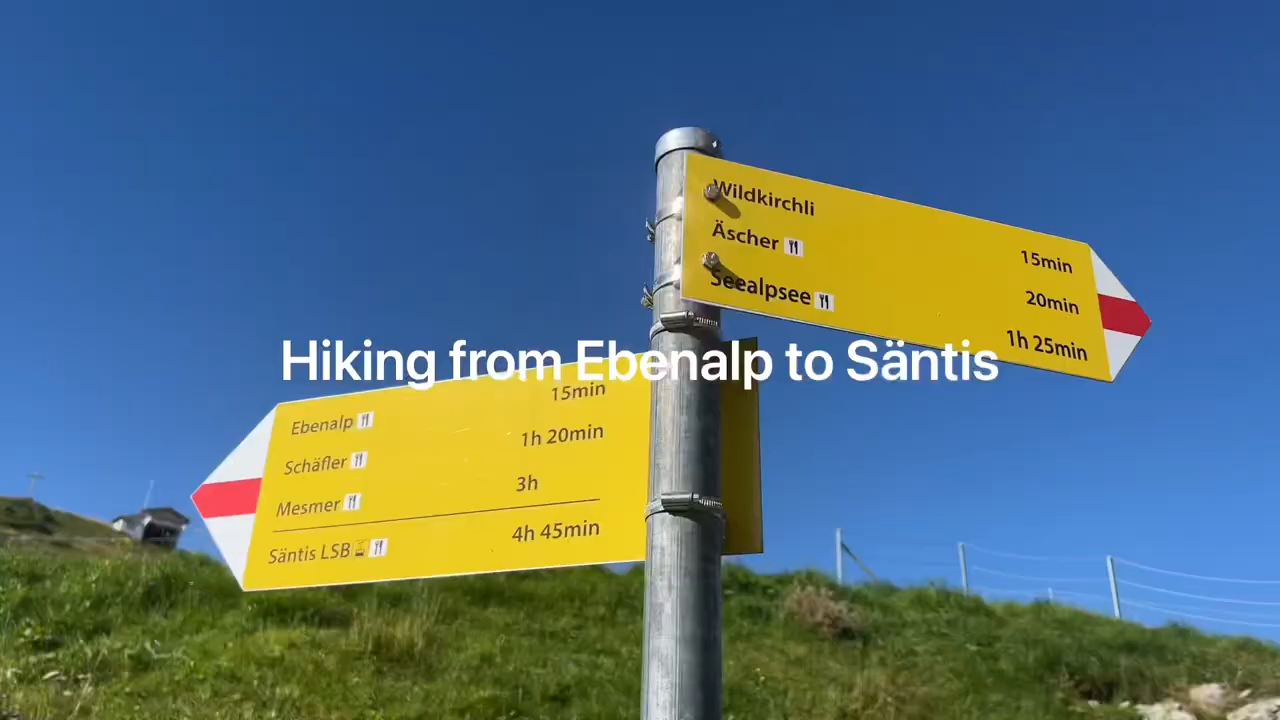 Wildkirchli
Äscher
Seealpsee
15min
20min
1h 25min
Hiking from Ebenalp to Säntis
Ebenalp 15min
Schäfler 1h 20min
Mesmer 3h
Säntis LSB 4h 45min